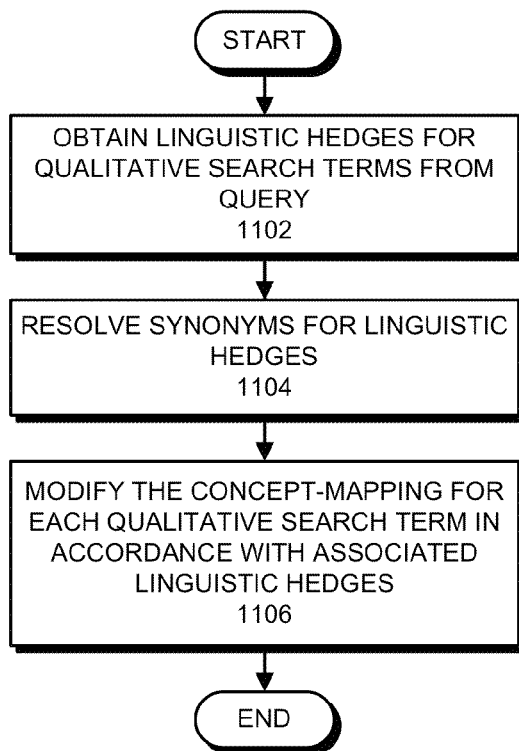 START
OBTAIN LINGUISTIC HEDGES FOR
QUALITATIVE SEARCH TERMS FROM
QUERY
1102
RESOLVE SYNONYMS FOR LINGUISTIC
HEDGES
1104
MODIFY THE CONCEPT-MAPPING FOR
EACH QUALITATIVE SEARCH TERM IN
ACCORDANCE WITH ASSOCIATED
LINGUISTIC HEDGES
1106
END